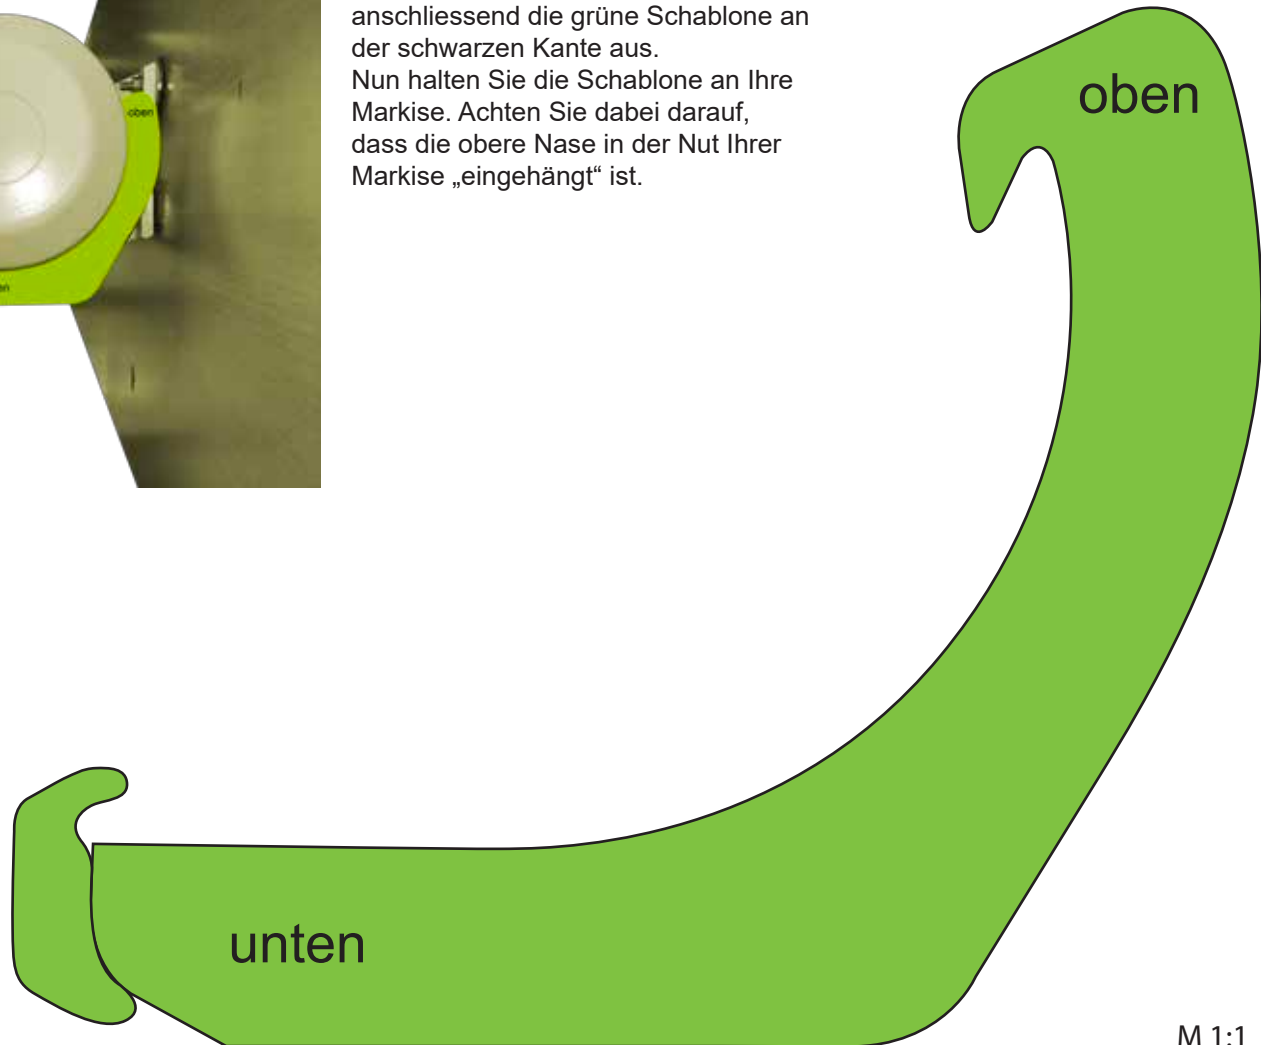 anschliessend die grüne Schablone an
der schwarzen Kante aus.
Nun halten Sie die Schablone an Ihre
Markise. Achten Sie dabei darauf,
dass die obere Nase in der Nut Ihrer
Markise „eingehängt“ ist.
oben
oben
en
unten
M 1:1